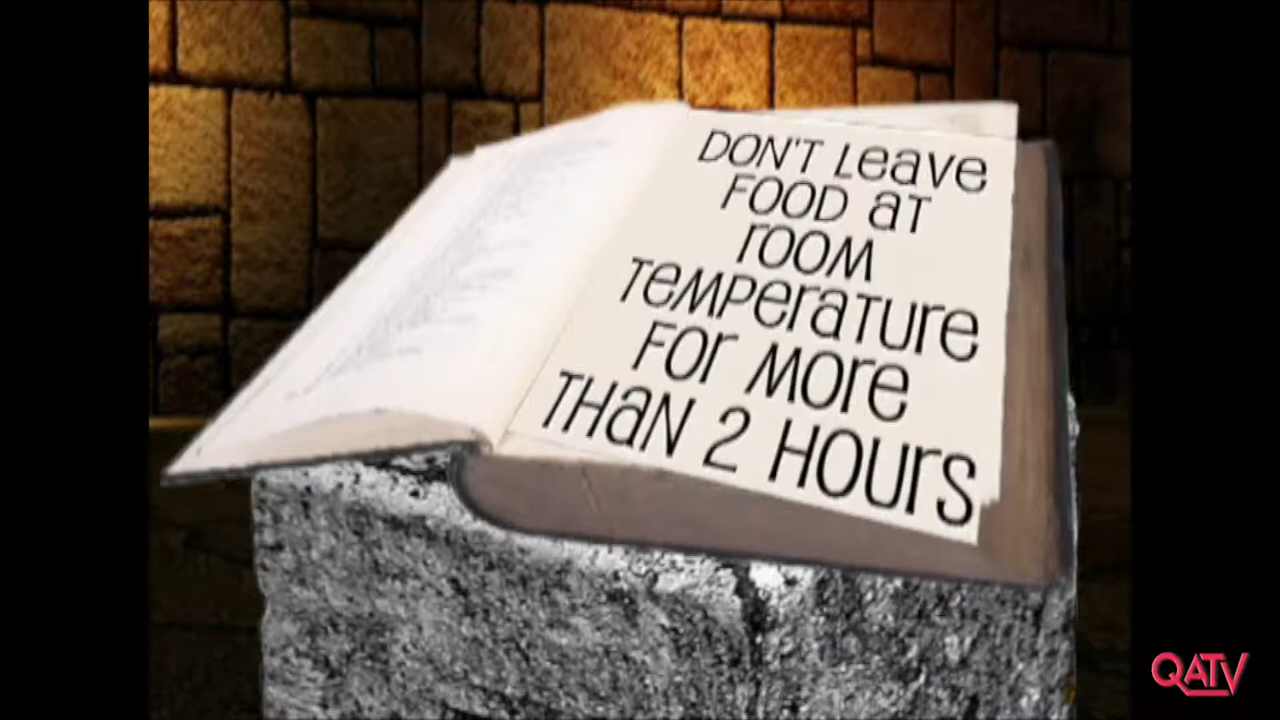 DON'T Leave
FOOD aT
rOOM
TeMPeraTUre
FOr MOre
THaN 2 HOUrS
QATV